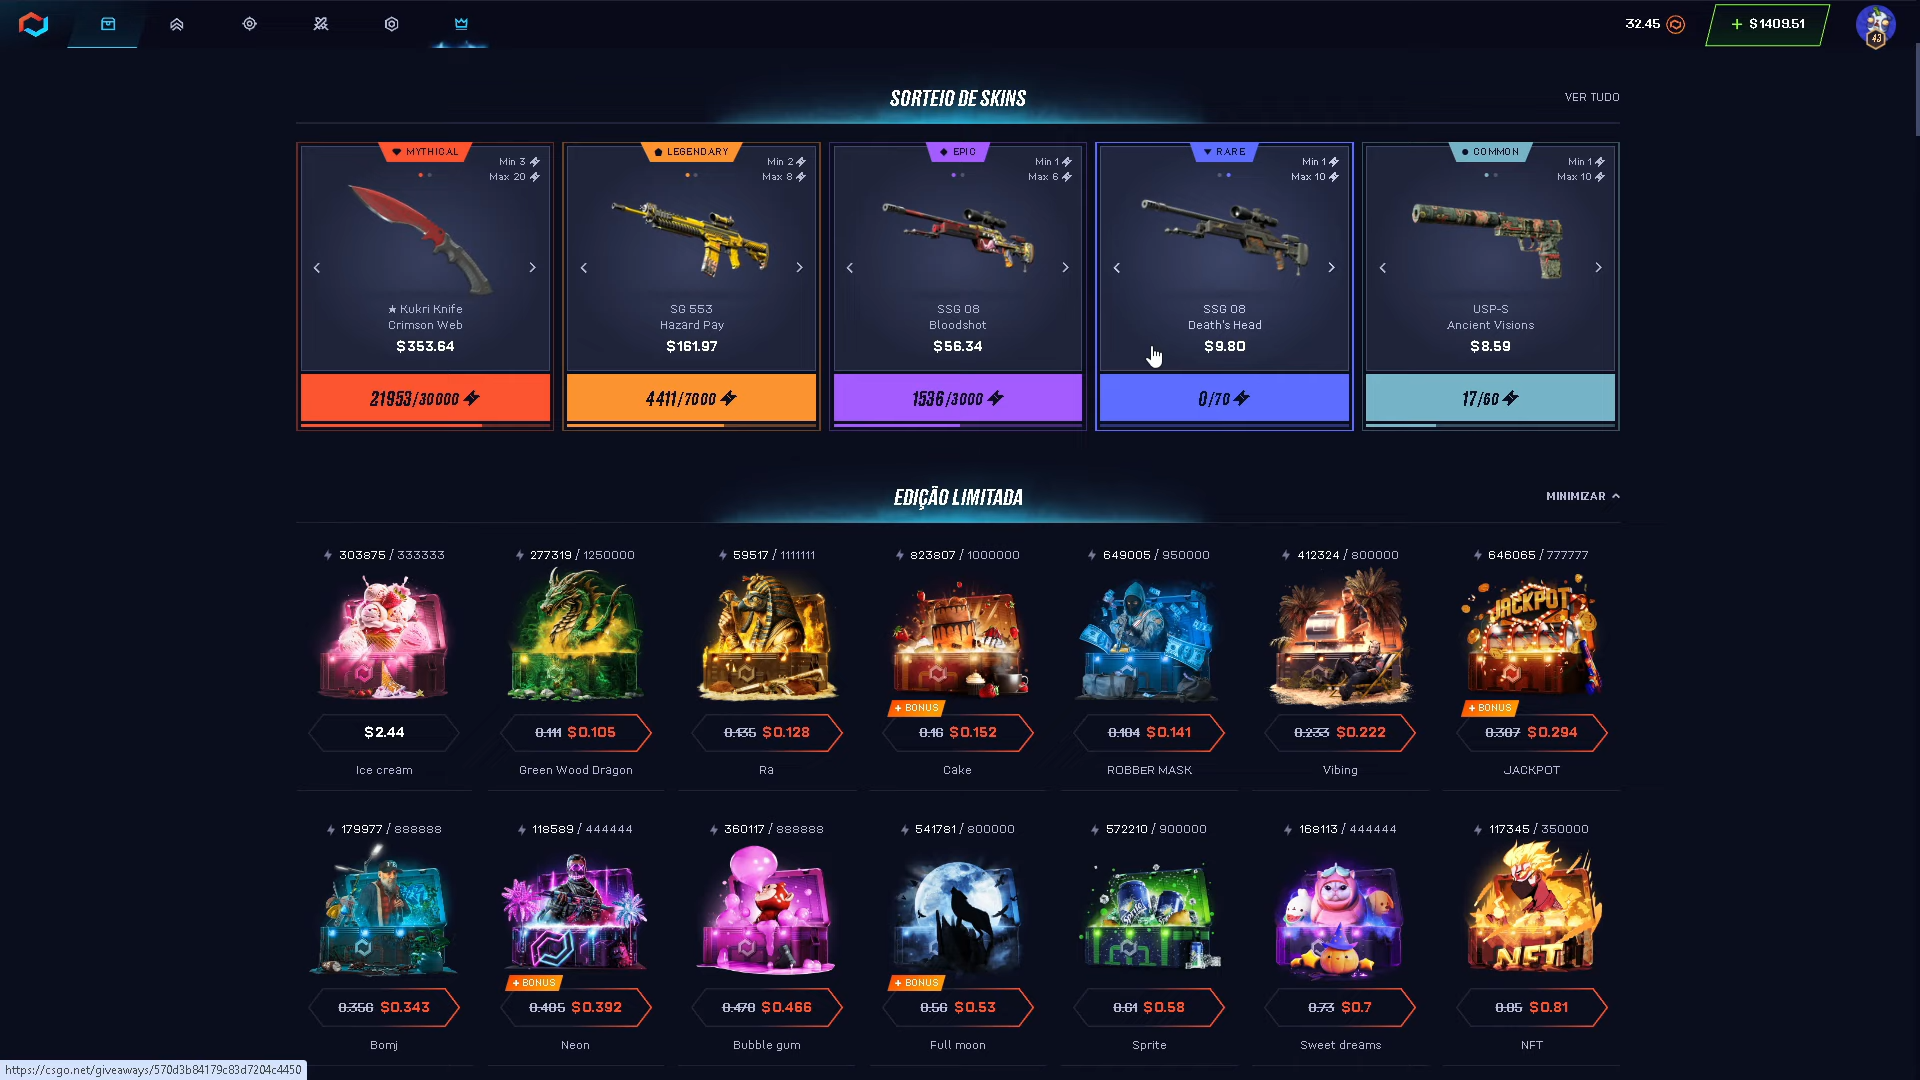 32.45
+ $1409.51
43
SORTEIO DE SKINS
VER TUDO
MYTHICAL
Min 3
Max 20
★ Kukri Knife
Crimson Web
$353.64
21953/30000
LEGENDARY
Min 2
Max 8
SG 553
Hazard Pay
$161.97
4411/7000
EPIC
Min 1
Max 6
SSG 08
Bloodshot
$56.34
1536/3000
RARE
Min 1
Max 10
SSG 08
Death's Head
$9.80
0/70
COMMON
Min 1
Max 10
USP-S
Ancient Visions
$8.59
17/60
EDIÇÃO LIMITADA
MINIMIZAR
303875 / 333333
277319 / 1250000
59517 / 1111111
823807 / 1000000
649005 / 950000
412324 / 800000
646065 / 777777
JACKPOT
+ BONUS
+ BONUS
$2.44
0.111 $0.105
0.135 $0.128
0.16 $0.152
0.184 $0.141
0.233 $0.222
0.307 $0.294
Ice cream
Green Wood Dragon
Ra
Cake
ROBBER MASK
Vibing
JACKPOT
179977 / 888888
118589 / 444444
360117 / 888888
541781 / 800000
572210 / 900000
168113 / 444444
117345 / 350000
Sprite
NFT
+ BONUS
+ BONUS
0.356 $0.343
0.405 $0.392
0.478 $0.466
0.56 $0.53
0.61 $0.58
0.73 $0.7
0.85 $0.81
Bomj
Neon
Bubble gum
Full moon
Sprite
Sweet dreams
NFT
https://csgo.net/giveaways/570d3b84179c83d7204c4450